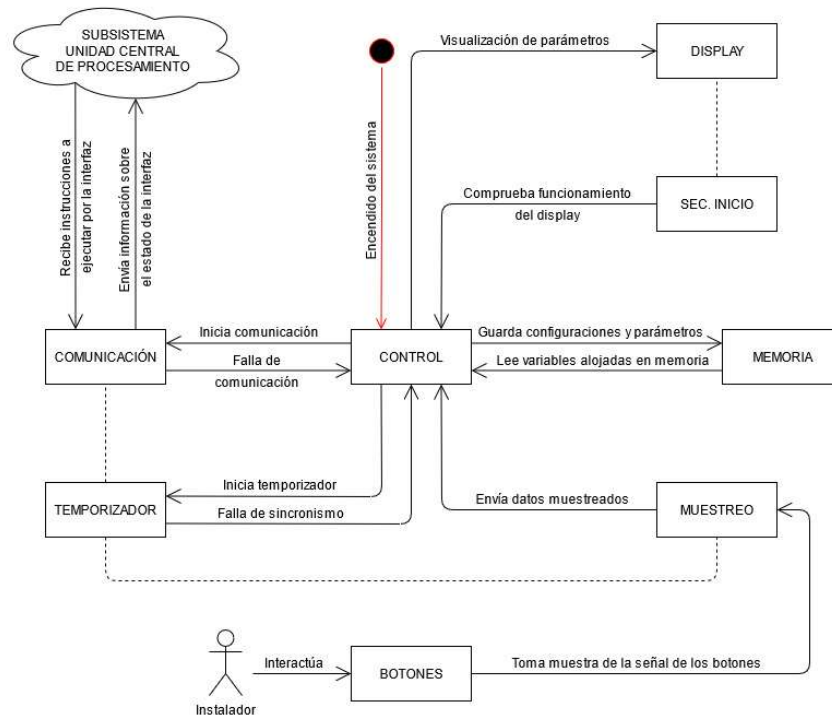 SUBSISTEMA
UNIDAD CENTRAL
DE PROCESAMIENTO
Visualización de parámetros
DISPLAY
Recibe instrucciones a
ejecutar por la interfaz
Envía información sobre
el estado de la interfaz
Encendido del sistema
Comprueba funcionamiento
del display
SEC. INICIO
COMUNICACIÓN
Inicia comunicación
Falla de
comunicación
CONTROL
Guarda configuraciones y parámetros
Lee variables alojadas en memoria
MEMORIA
TEMPORIZADOR
Inicia temporizador
Falla de sincronismo
Envía datos muestreados
MUESTREO
Instalador
Interactúa
BOTONES
Toma muestra de la señal de los botones